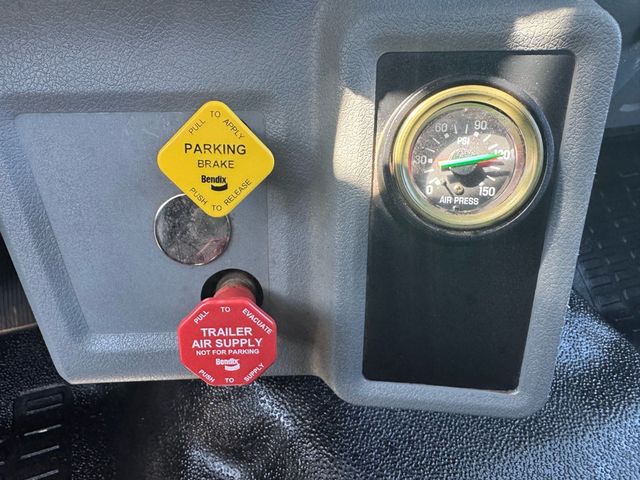 PULL TO APPLY
PARKING
BRAKE
Bendix
PUSH TO RELEASE
PULL TO EVACUATE
TRAILER
AIR SUPPLY
NOT FOR PARKING
Bendix
PUSH TO SUPPLY
60 90
PSI
30 120
0 150
AIR PRESS